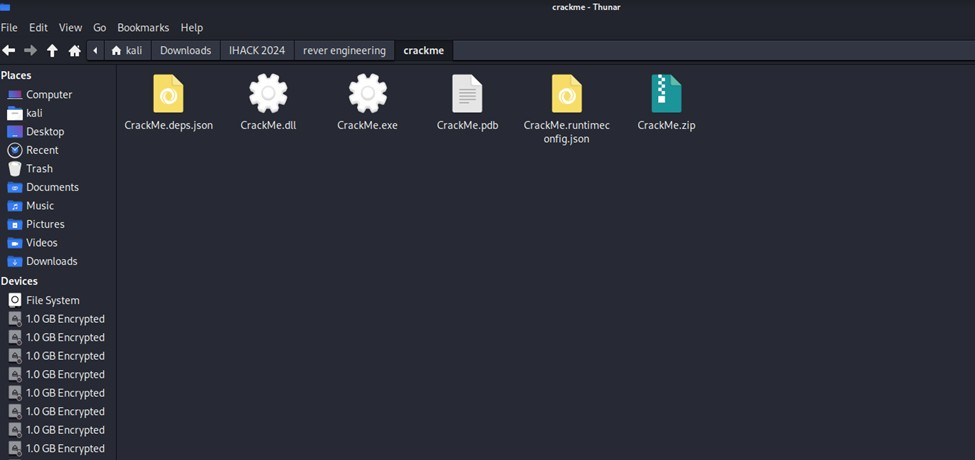 crackme - Thunar
File Edit View Go Bookmarks Help
kali Downloads IHACK 2024 rever engineering crackme
Places
Computer
kali
Desktop
Recent
Trash
Documents
Music
Pictures
Videos
Downloads
Devices
File System
1.0 GB Encrypted
1.0 GB Encrypted
1.0 GB Encrypted
1.0 GB Encrypted
1.0 GB Encrypted
1.0 GB Encrypted
1.0 GB Encrypted
1.0 GB Encrypted
CrackMe.deps.json CrackMe.dll CrackMe.exe CrackMe.pdb CrackMe.runtimec CrackMe.zip
onfig.json